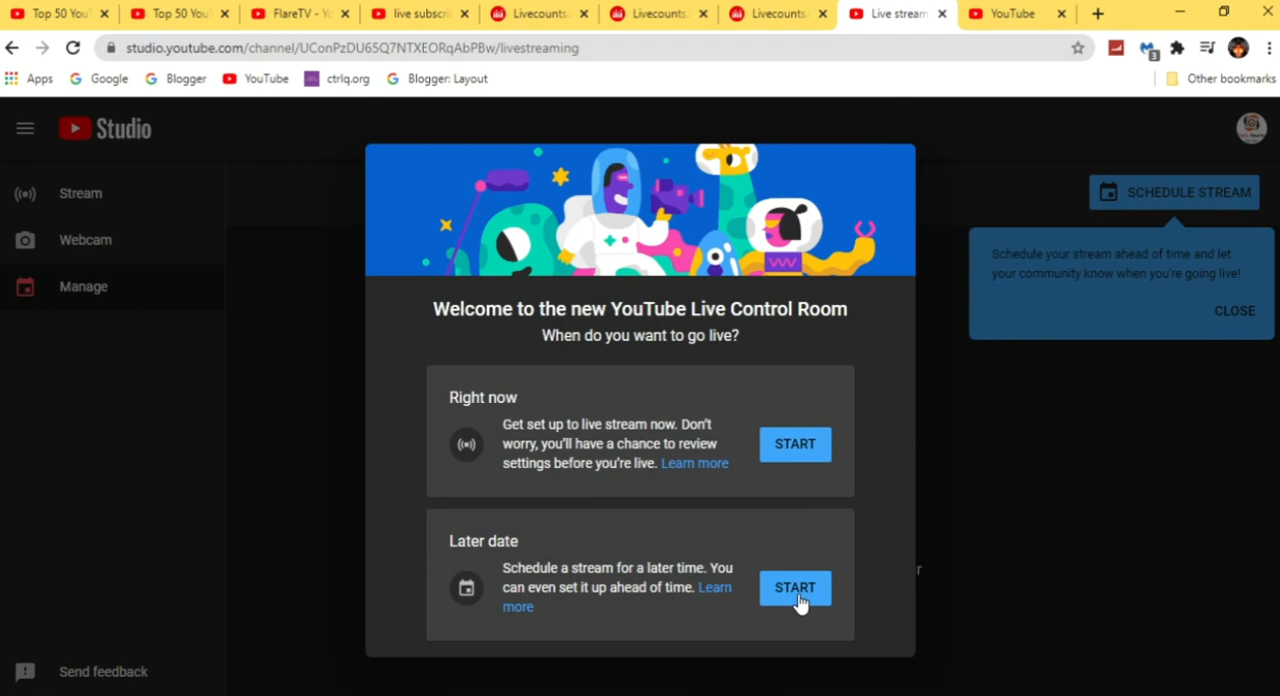 Top 50 You
Top 50 You
FlareTV - Yo
live subscri
Livecounts.
Livecounts.
Livecounts.
Live stream
YouTube
studio.youtube.com/channel/UConPzDU65Q7NTXEORqAbPBw/livestreaming
3
Apps
Google
Blogger
YouTube
ctrlq.org
Blogger: Layout
Other bookmarks
Studio
Stream
Webcam
Manage
Send feedback
SCHEDULE STREAM
Schedule your stream ahead of time and let
your community know when you're going live!
CLOSE
Welcome to the new YouTube Live Control Room
When do you want to go live?
Right now
Get set up to live stream now. Don't
worry, you'll have a chance to review
settings before you're live. Learn more
START
Later date
Schedule a stream for a later time. You
can even set it up ahead of time. Learn
more
START
r